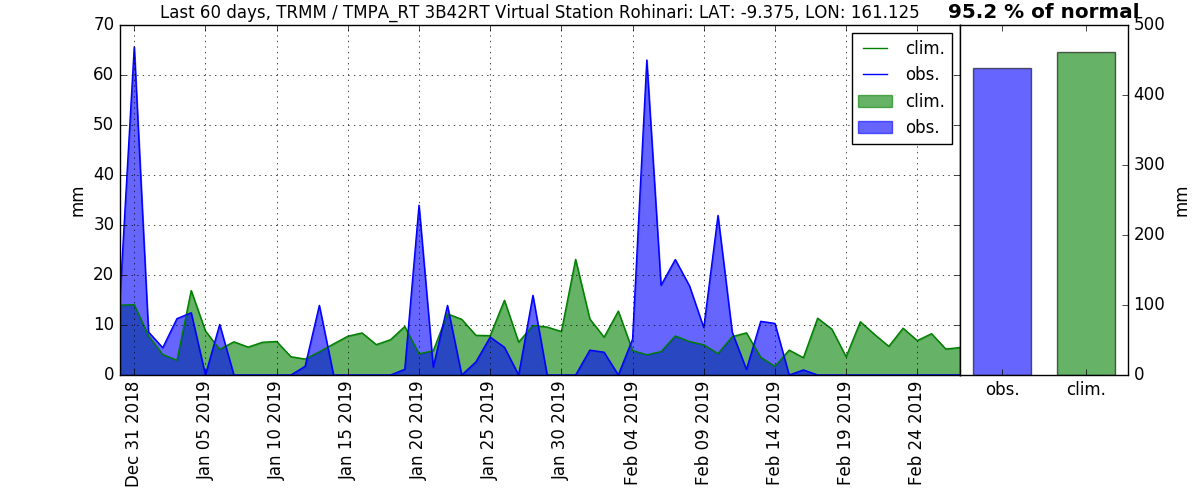 Last 60 days, TRMM / TMPA_RT 3B42RT Virtual Station Rohinari: LAT: -9.375, LON: 161.125
95.2 % of normal
70
60
50
40
30
20
10
0
mm
clim.
obs.
clim.
obs.
Dec 31 2018
Jan 05 2019
Jan 10 2019
Jan 15 2019
Jan 20 2019
Jan 25 2019
Jan 30 2019
Feb 04 2019
Feb 09 2019
Feb 14 2019
Feb 19 2019
Feb 24 2019
500
400
300
200
100
0
mm
obs.
clim.